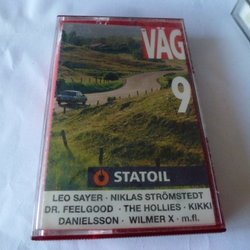 VÄG
9
STATOIL
LEO SAYER · NIKLAS STRÖMSTEDT
DR. FEELGOOD · THE HOLLIES · KIKKI
DANIELSSON · WILMER X · m.fl.